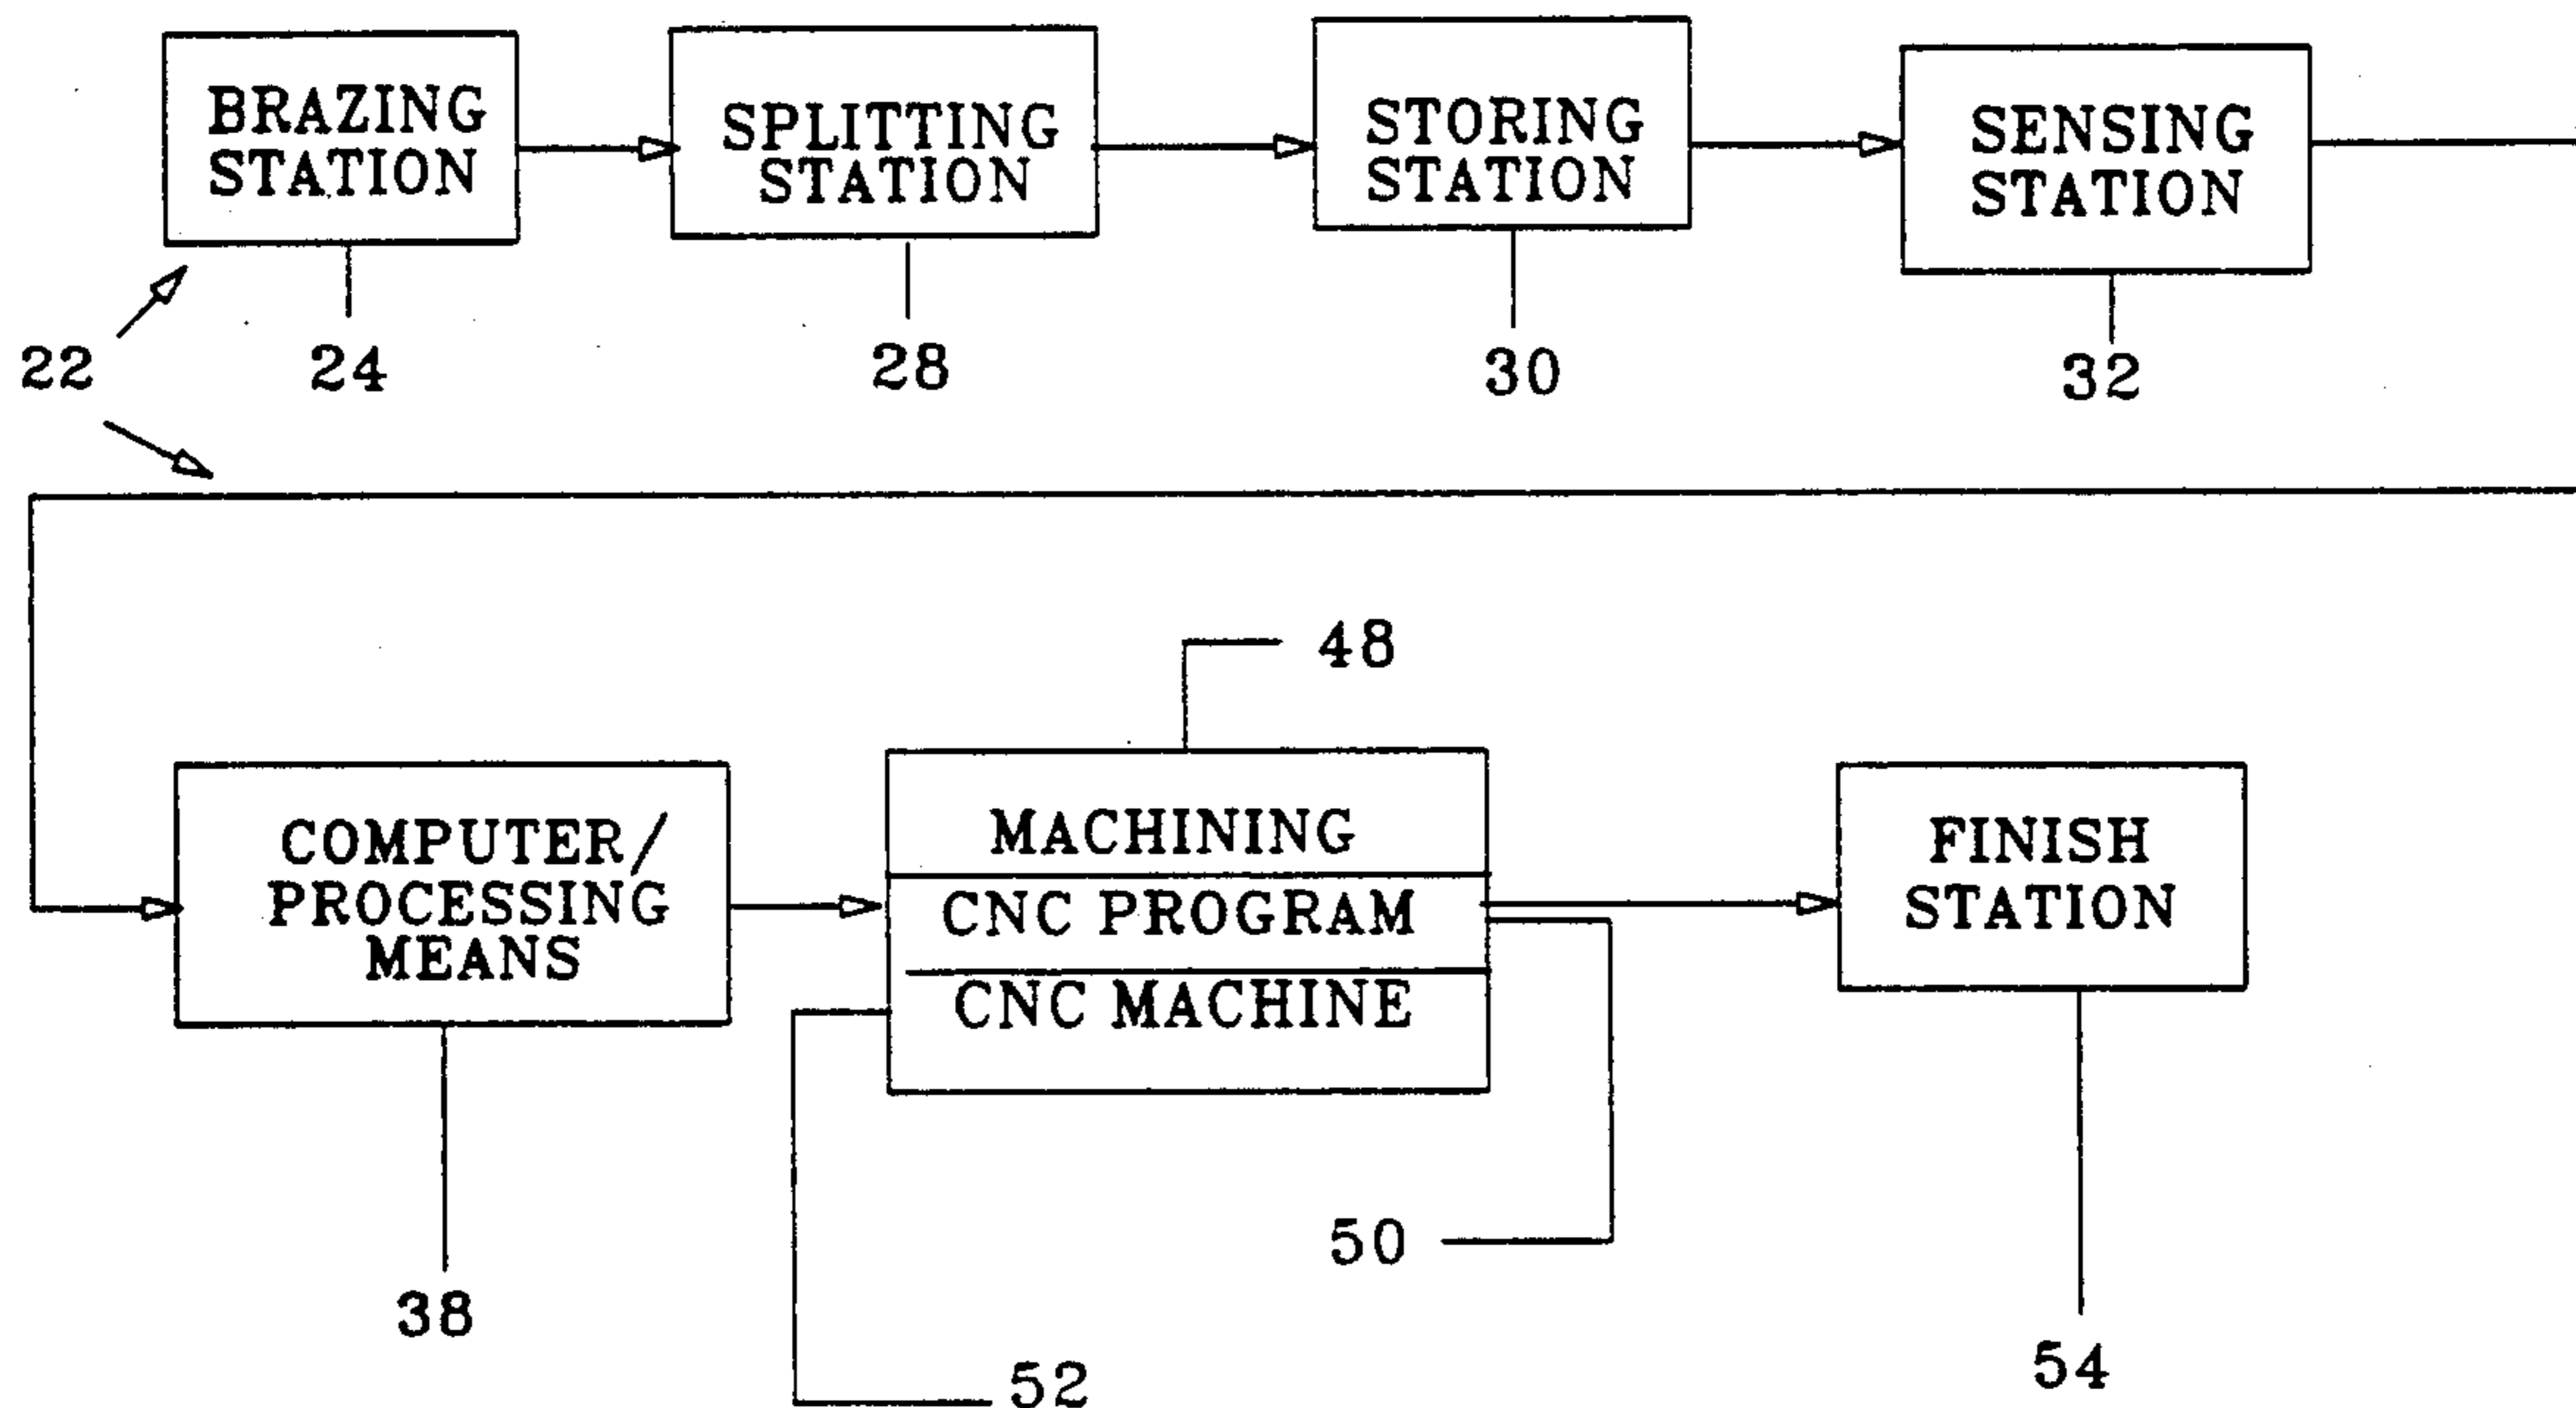 BRAZING
STATION
SPLITTING
STATION
STORING
STATION
SENSING
STATION
22
24
28
30
32
48
COMPUTER/
PROCESSING
MEANS
MACHINING
CNC PROGRAM
CNC MACHINE
FINISH
STATION
50
38
52
54